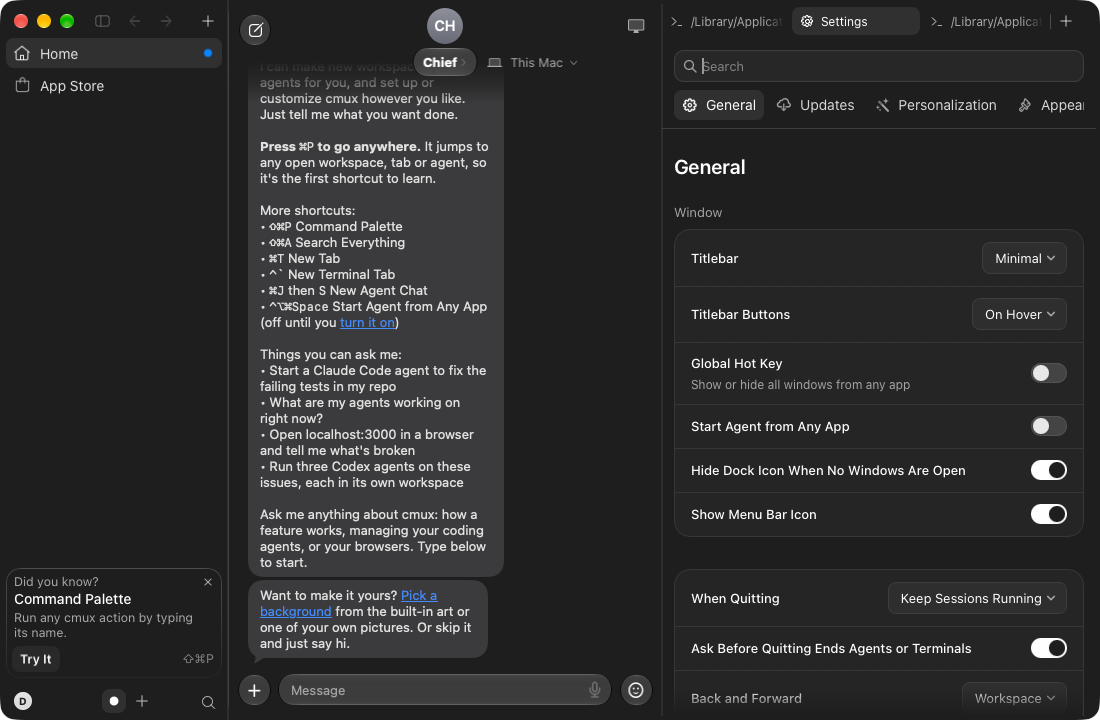 Home
App Store
Did you know?
Command Palette
Run any cmux action by typing
its name.
Try It
⇧⌘P
D
CH
Chief
This Mac
I can make new workspac
agents for you, and set up or
customize cmux however you like.
Just tell me what you want done.
Press ⌘P to go anywhere. It jumps to
any open workspace, tab or agent, so
it's the first shortcut to learn.
More shortcuts:
• ⇧⌘P Command Palette
• ⇧⌘A Search Everything
• ⌘T New Tab
• ^` New Terminal Tab
• ⌘J then S New Agent Chat
• ^⌥⌘Space Start Agent from Any App
(off until you turn it on)
Things you can ask me:
• Start a Claude Code agent to fix the
failing tests in my repo
• What are my agents working on
right now?
• Open localhost:3000 in a browser
and tell me what's broken
• Run three Codex agents on these
issues, each in its own workspace
Ask me anything about cmux: how a
feature works, managing your coding
agents, or your browsers. Type below
to start.
Want to make it yours? Pick a
background from the built-in art or
one of your own pictures. Or skip it
and just say hi.
Message
/Library/Applicat
Settings
/Library/Applicat
Search
General
Updates
Personalization
Appear
General
Window
Titlebar
Minimal
Titlebar Buttons
On Hover
Global Hot Key
Show or hide all windows from any app
Start Agent from Any App
Hide Dock Icon When No Windows Are Open
Show Menu Bar Icon
When Quitting
Keep Sessions Running
Ask Before Quitting Ends Agents or Terminals
Back and Forward
Workspace